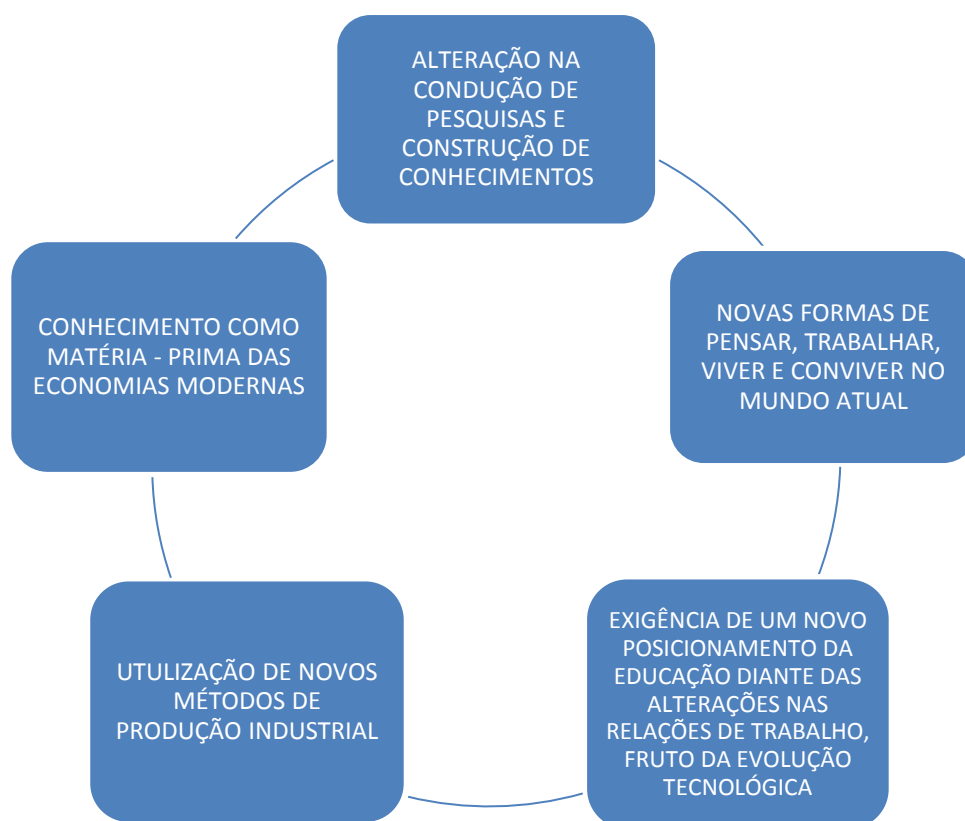 ALTERAÇÃO NA
CONDUÇÃO DE
PESQUISAS E
CONSTRUÇÃO DE
CONHECIMENTOS
NOVAS FORMAS DE
PENSAR, TRABALHAR,
VIVER E CONVIVER NO
MUNDO ATUAL
EXIGÊNCIA DE UM NOVO
POSICIONAMENTO DA
EDUCAÇÃO DIANTE DAS
ALTERAÇÕES NAS
RELAÇÕES DE TRABALHO,
FRUTO DA EVOLUÇÃO
TECNOLÓGICA
UTULIZAÇÃO DE NOVOS
MÉTODOS DE
PRODUÇÃO INDUSTRIAL
CONHECIMENTO COMO
MATÉRIA - PRIMA DAS
ECONOMIAS MODERNAS